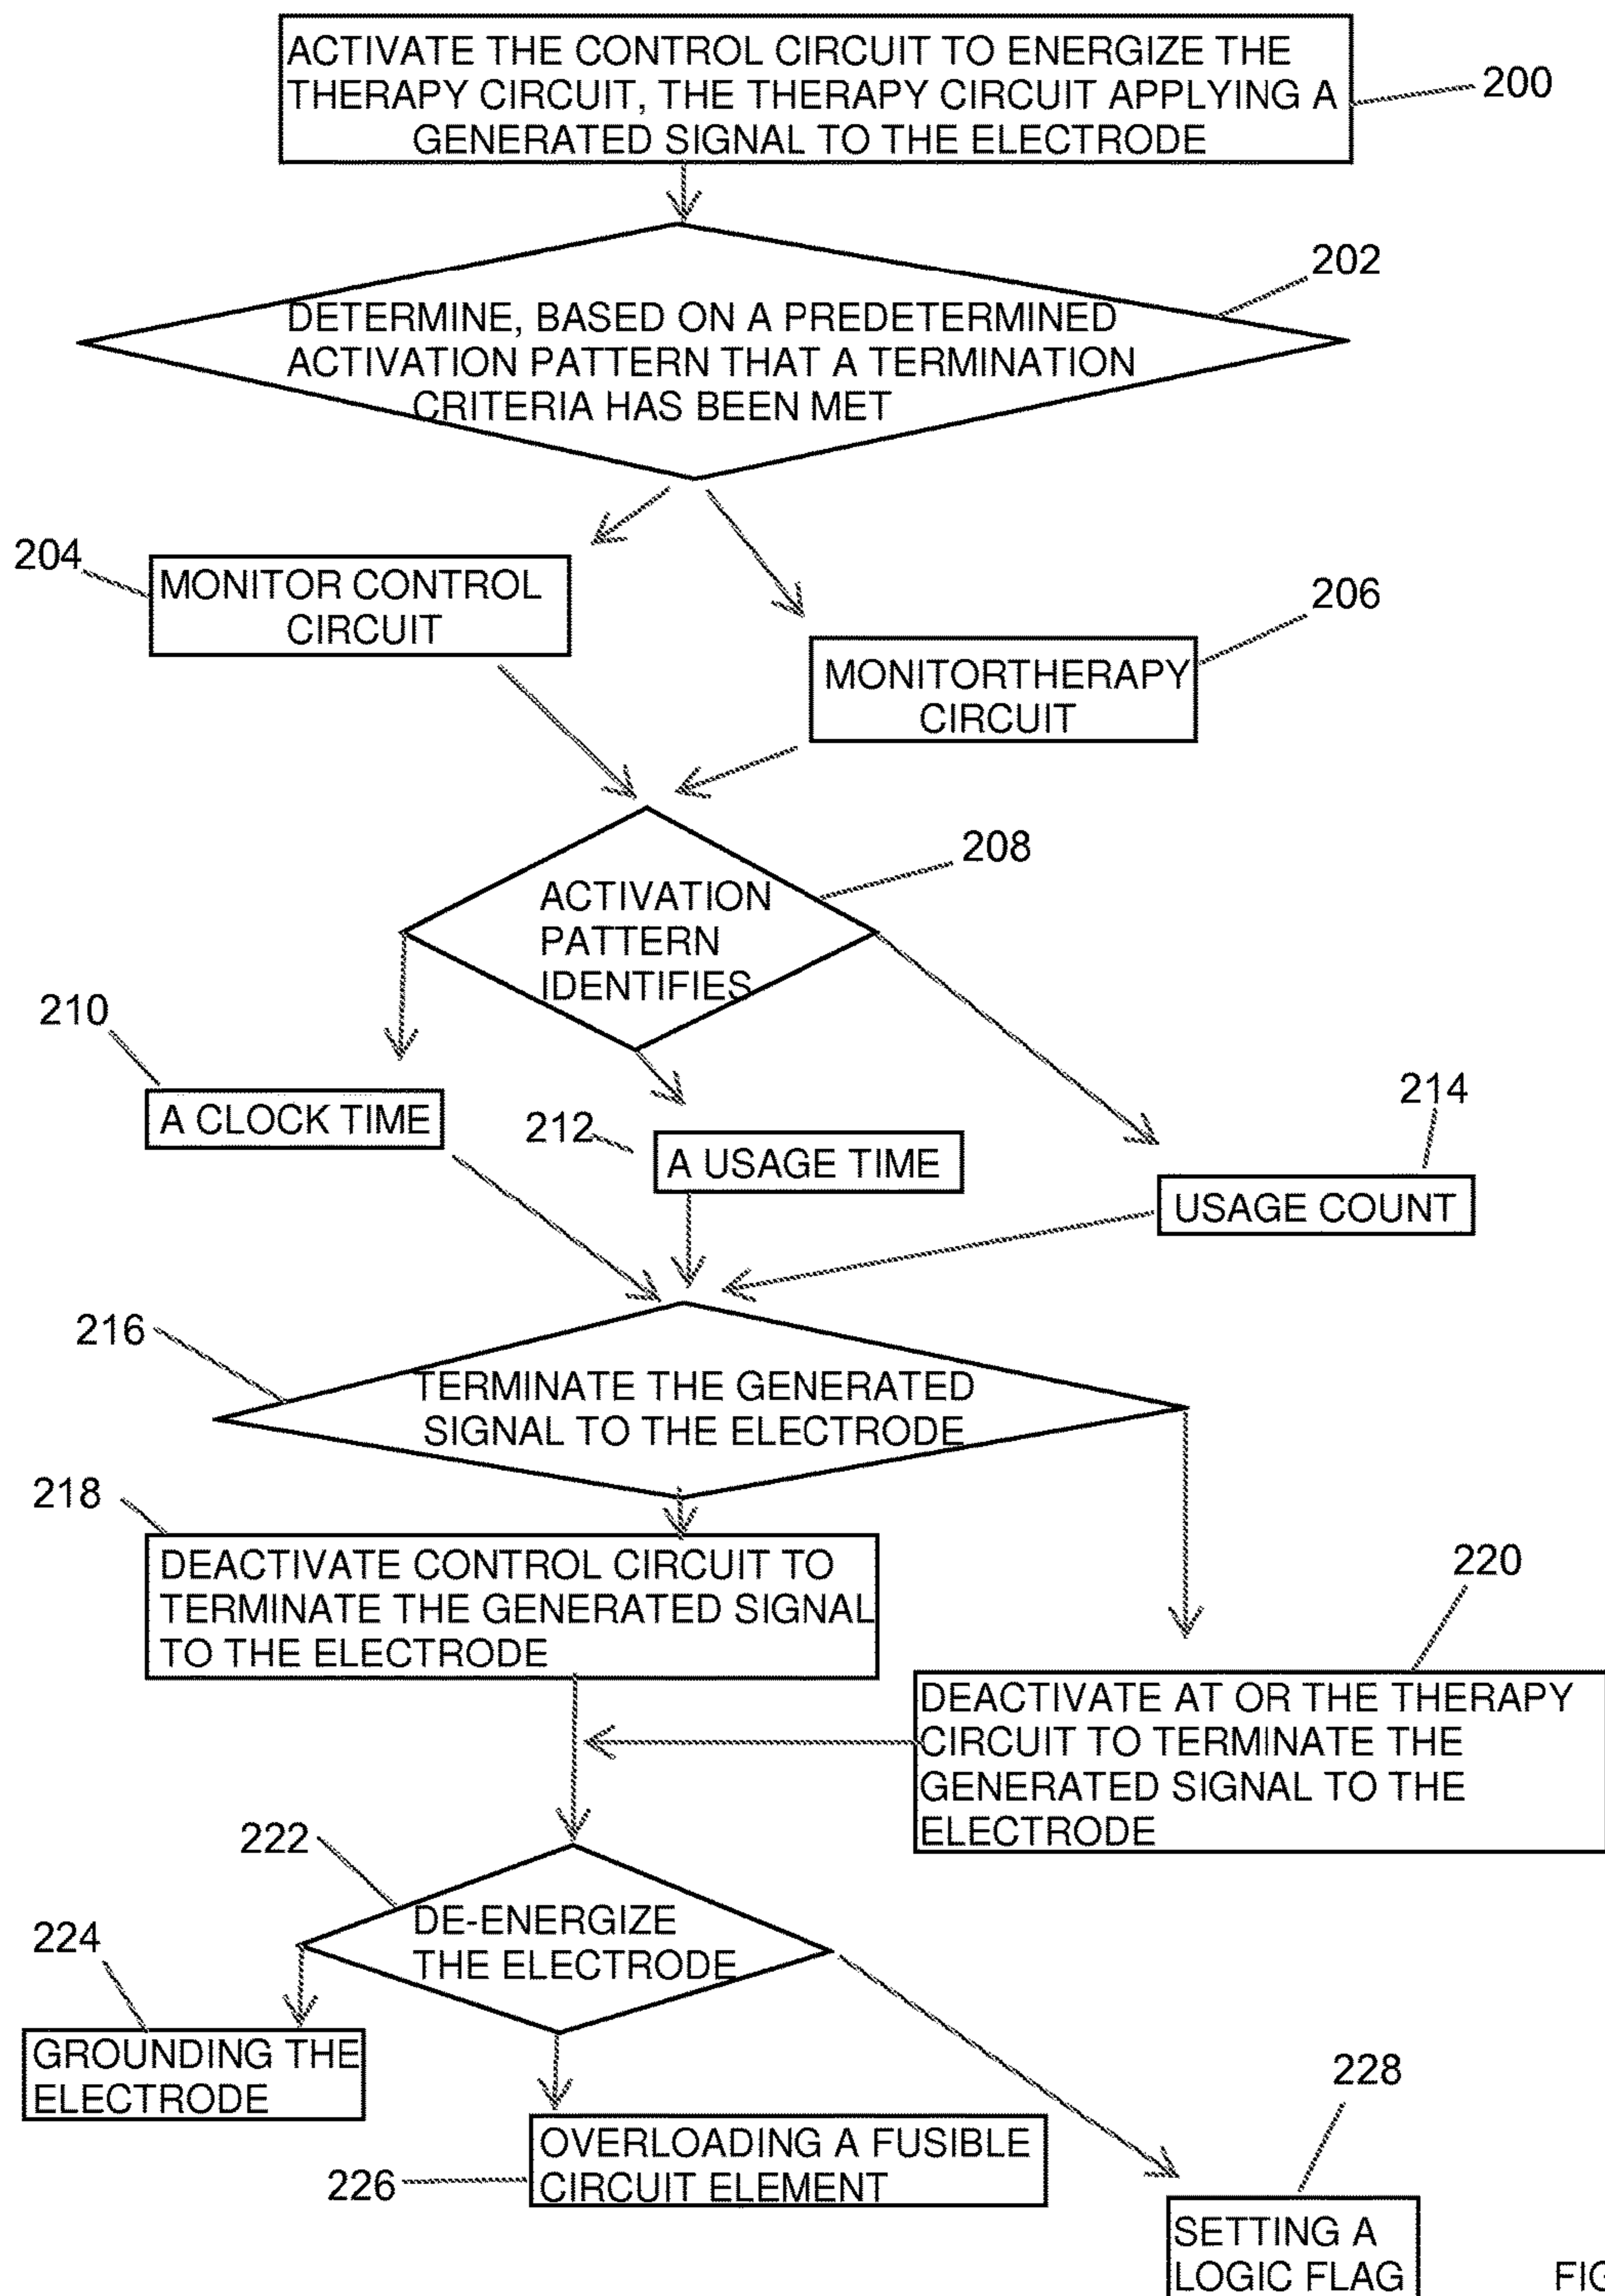 ACTIVATE THE CONTROL CIRCUIT TO ENERGIZE THE
THERAPY CIRCUIT, THE THERAPY CIRCUIT APPLYING A
GENERATED SIGNAL TO THE ELECTRODE
200
202
DETERMINE, BASED ON A PREDETERMINED
ACTIVATION PATTERN THAT A TERMINATION
CRITERIA HAS BEEN MET
204
MONITOR CONTROL
CIRCUIT
206
MONITORTHERAPY
CIRCUIT
208
ACTIVATION
PATTERN
IDENTIFIES
210
A CLOCK TIME
212
A USAGE TIME
214
USAGE COUNT
216
TERMINATE THE GENERATED
SIGNAL TO THE ELECTRODE
218
DEACTIVATE CONTROL CIRCUIT TO
TERMINATE THE GENERATED SIGNAL
TO THE ELECTRODE
220
DEACTIVATE AT OR THE THERAPY
CIRCUIT TO TERMINATE THE
GENERATED SIGNAL TO THE
ELECTRODE
222
DE-ENERGIZE
THE ELECTRODE
224
GROUNDING THE
ELECTRODE
226
OVERLOADING A FUSIBLE
CIRCUIT ELEMENT
228
SETTING A
LOGIC FLAG